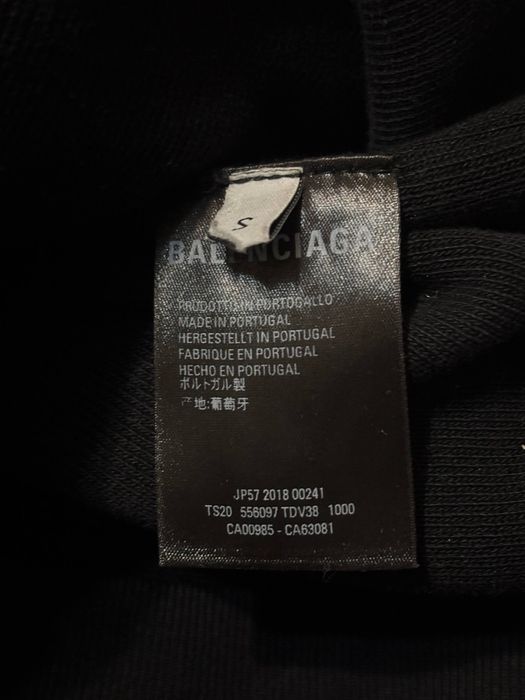 S
BALENCIAGA
PRODOTTO IN PORTOGALLO
MADE IN PORTUGAL
HERGESTELLT IN PORTUGAL
FABRIQUE EN PORTUGAL
HECHO EN PORTUGAL
ポルトガル製
产地:葡萄牙
JP57 2018 00241
TS20 556097 TDV38 1000
CA00985 - CA63081